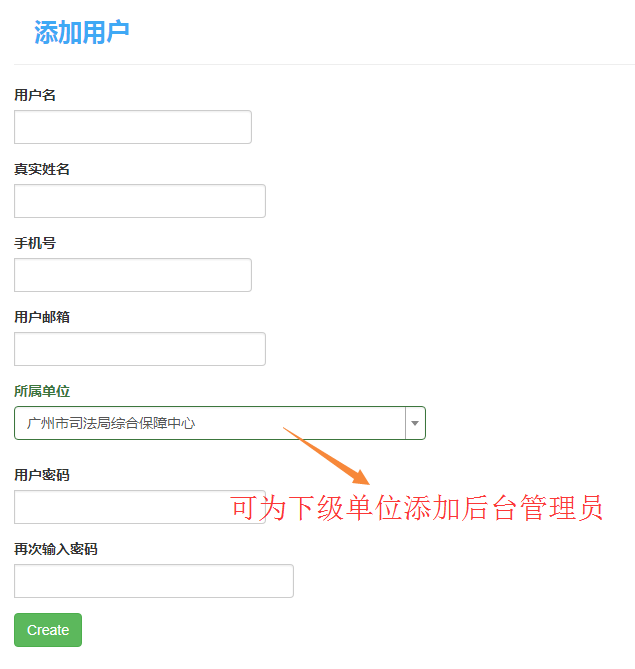 添加用户
用户名
真实姓名
手机号
用户邮箱
所属单位
广州市司法局综合保障中心
用户密码
可为下级单位添加后台管理员
再次输入密码
Create